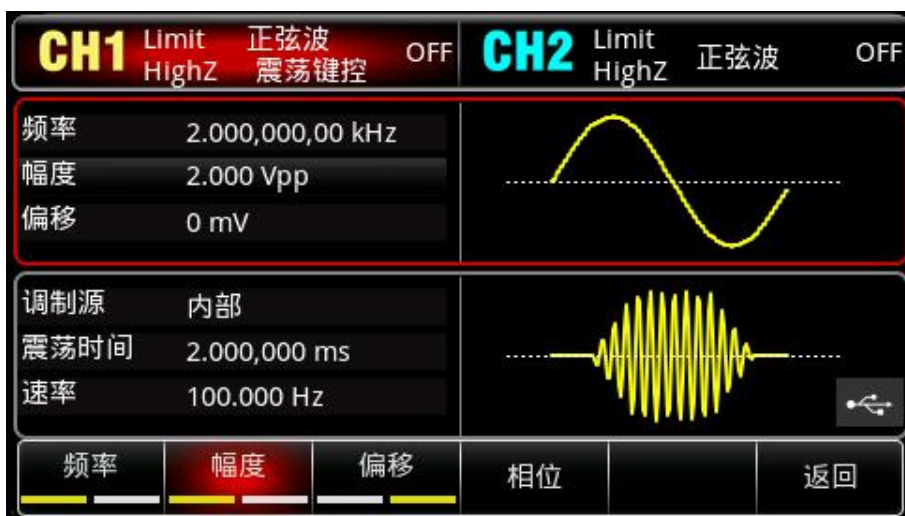 CH1 Limit 正弦波 OFF CH2 Limit 正弦波 OFF
HighZ 震荡键控 HighZ
频率 2.000,000,00 kHz
幅度 2.000 Vpp
偏移 0 mV
调制源 内部
震荡时间 2.000,000 ms
速率 100.000 Hz
频率 幅度 偏移 相位 返回